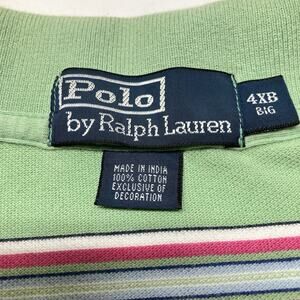 Polo
by Ralph Lauren
4XB
BIG
MADE IN INDIA
100% COTTON
EXCLUSIVE OF
DECORATION